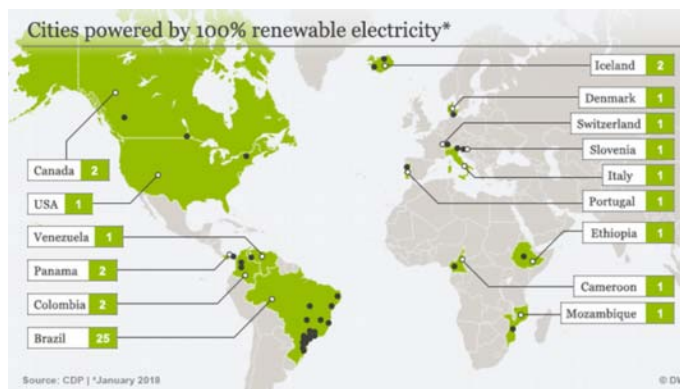 Cities powered by 100% renewable electricity*
Iceland 2
Denmark 1
Switzerland 1
Slovenia 1
Italy 1
Portugal 1
Ethiopia 1
Cameroon 1
Mozambique 1
Canada 2
USA 1
Venezuela 1
Panama 2
Colombia 2
Brazil 25
Source: CDP | *January 2018
© DW